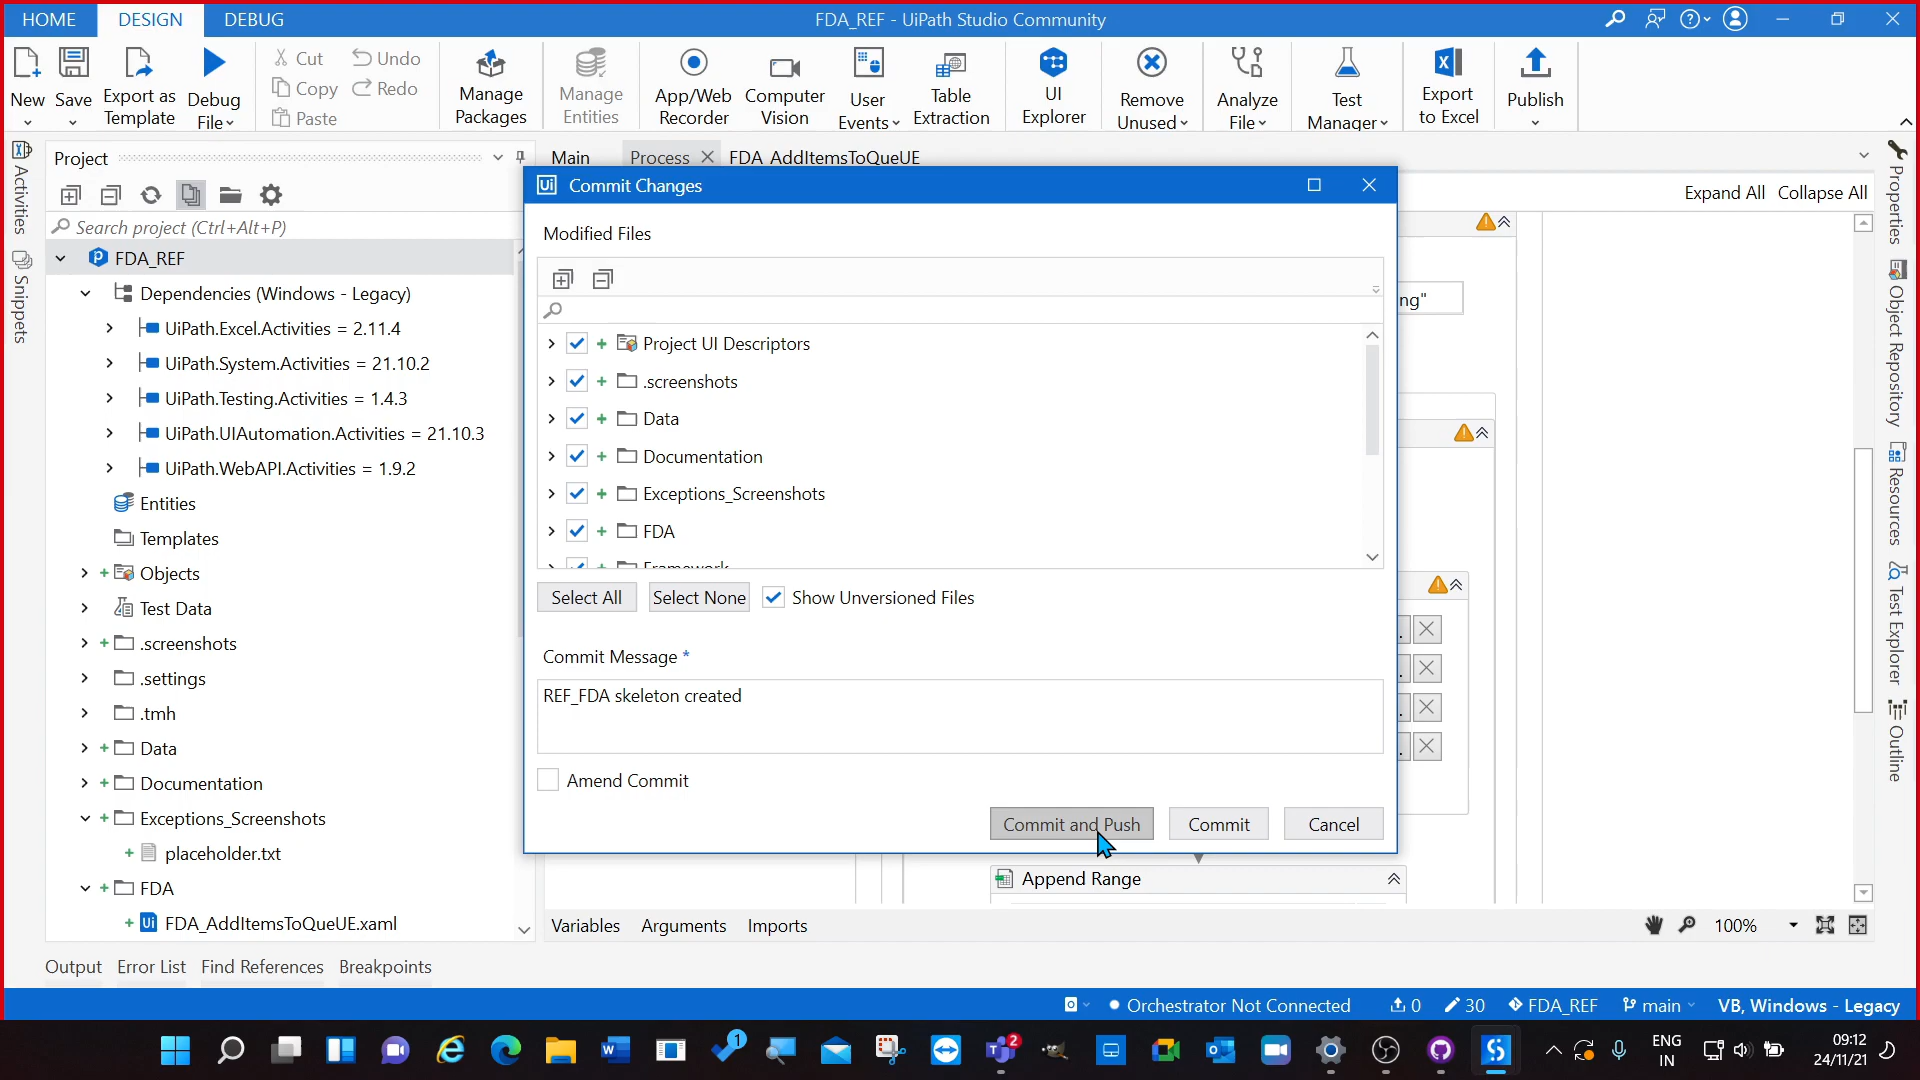 HOME DESIGN DEBUG FDA_REF - UiPath Studio Community
New Save Export as Template Debug File
Cut Undo
Copy Redo
Paste
Manage Packages Manage Entities App/Web Recorder Computer Vision User Events Table Extraction UI Explorer Remove Unused Analyze File Test Manager Export to Excel Publish
Project
Main Process FDA_AddItemsToQueUE
Expand All Collapse All
Search project (Ctrl+Alt+P)
FDA_REF
Dependencies (Windows - Legacy)
UiPath.Excel.Activities = 2.11.4
UiPath.System.Activities = 21.10.2
UiPath.Testing.Activities = 1.4.3
UiPath.UIAutomation.Activities = 21.10.3
UiPath.WebAPI.Activities = 1.9.2
Entities
Templates
Objects
Test Data
.screenshots
.settings
.tmh
Data
Documentation
Exceptions_Screenshots
placeholder.txt
FDA
FDA_AddItemsToQueUE.xaml
Activities
Snippets
Commit Changes
Modified Files
Project UI Descriptors
.screenshots
Data
Documentation
Exceptions_Screenshots
FDA
Framework
Select All Select None Show Unversioned Files
Commit Message *
REF_FDA skeleton created
Amend Commit
Commit and Push Commit Cancel
ng"
Append Range
Properties
Object Repository
Resources
Test Explorer
Outline
Variables Arguments Imports 100%
Output Error List Find References Breakpoints
Orchestrator Not Connected 0 30 FDA_REF main VB, Windows - Legacy
1 2 ENG IN 09:12 24/11/21